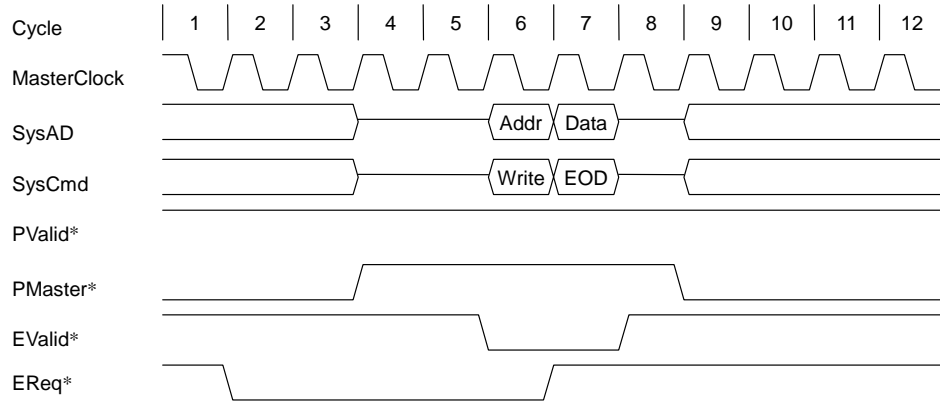 Cycle 1 2 3 4 5 6 7 8 9 10 11 12
MasterClock
SysAD Addr Data
SysCmd Write EOD
PValid*
PMaster*
EValid*
EReq*